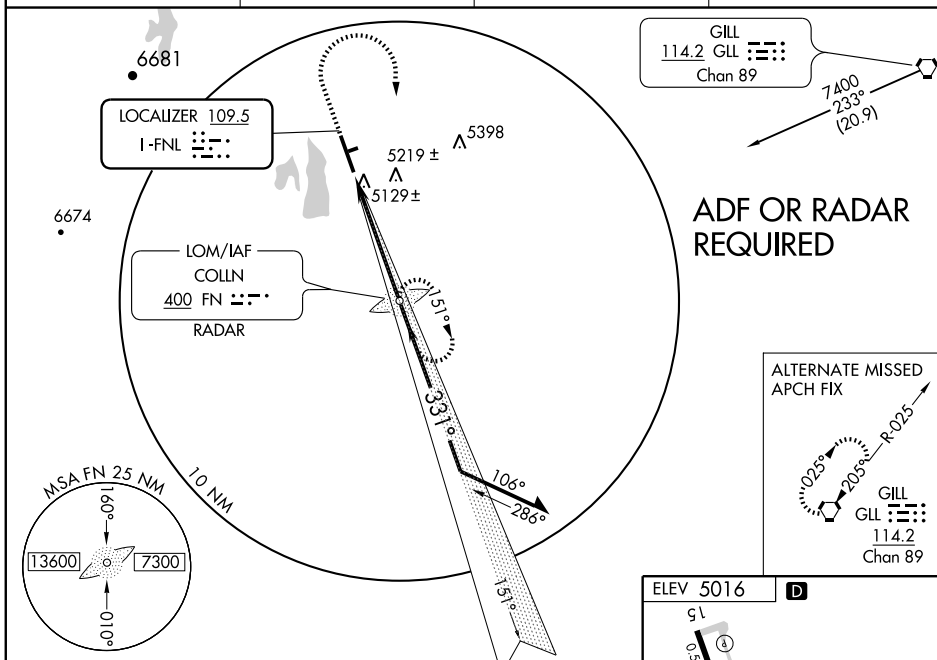 6681
GILL
114.2 GLL
Chan 89
7400
233°
(20.9)
LOCALIZER 109.5
I-FNL
5398
5219 ±
5129 ±
6674
ADF OR RADAR
REQUIRED
LOM/IAF
COLLN
400 FN
RADAR
151°
331°
106°
286°
151°
10 NM
MSA FN 25 NM
160°
13600
7300
010°
ALTERNATE MISSED
APCH FIX
R-025
025°
205°
GILL
GLL
114.2
Chan 89
ELEV 5016
D
15
P
0.5